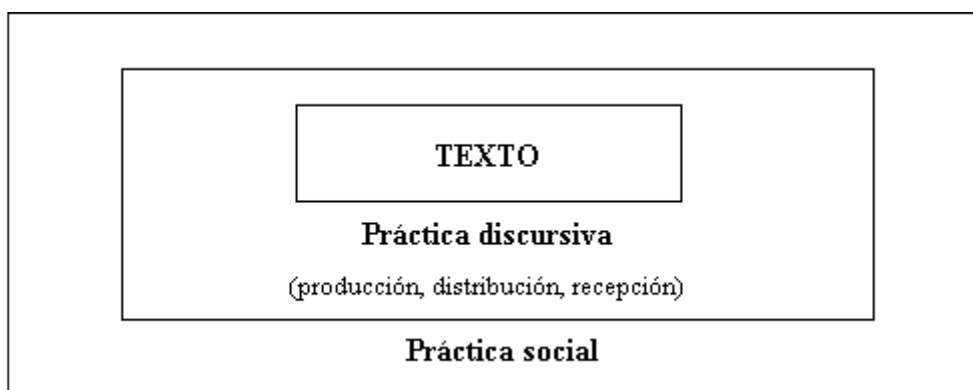 TEXTO
Práctica discursiva
(producción, distribución, recepción)
Práctica social